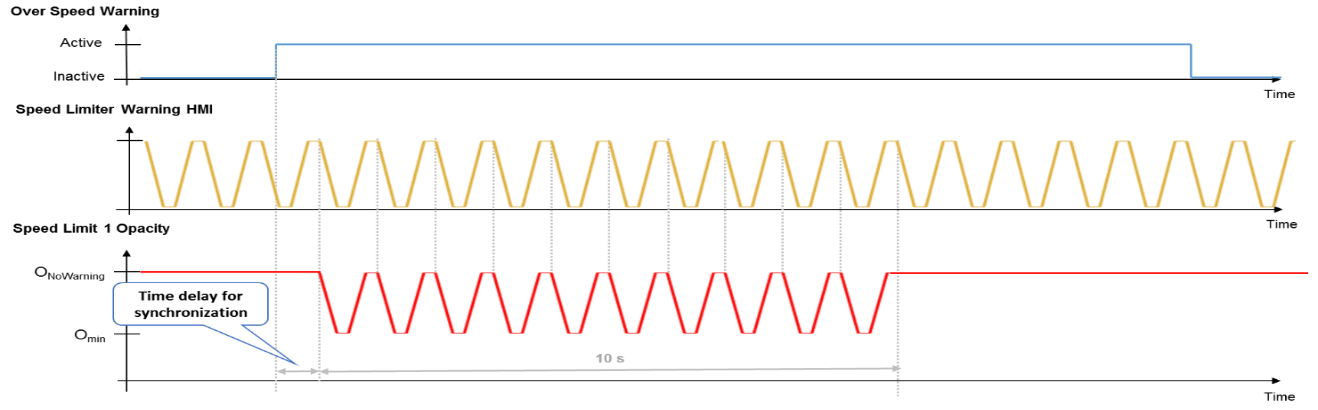 Over Speed Warning
Active
Inactive
Time
Speed Limiter Warning HMI
Time
Speed Limit 1 Opacity
ONoWarning
Time delay for
synchronization
Omin
10 s
Time